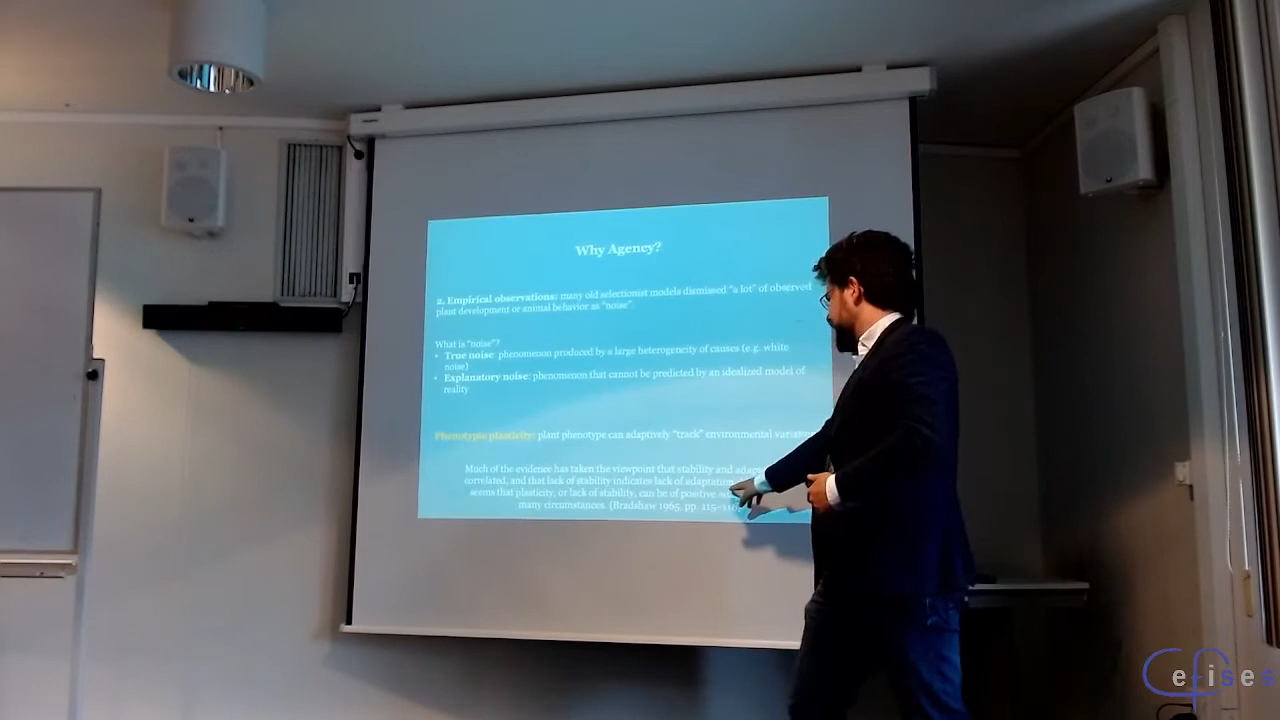 Why Agency?
2. Empirical observations: many old selectionist models dismissed "a lot" of observed
plant development or animal behavior as "noise".
What is "noise"?
• True noise: phenomenon produced by a large heterogeneity of causes (e.g. white
noise)
• Explanatory noise: phenomenon that cannot be predicted by an idealized model of
reality
Phenotypic plasticity: plant phenotype can adaptively "track" environmental
Much of the evidence has taken the viewpoint that stability and
correlated, and that lack of stability indicates lack of adaptation
seems that plasticity, or lack of stability, can be of positive
many circumstances. (Bradshaw 1965, pp.
Cefises